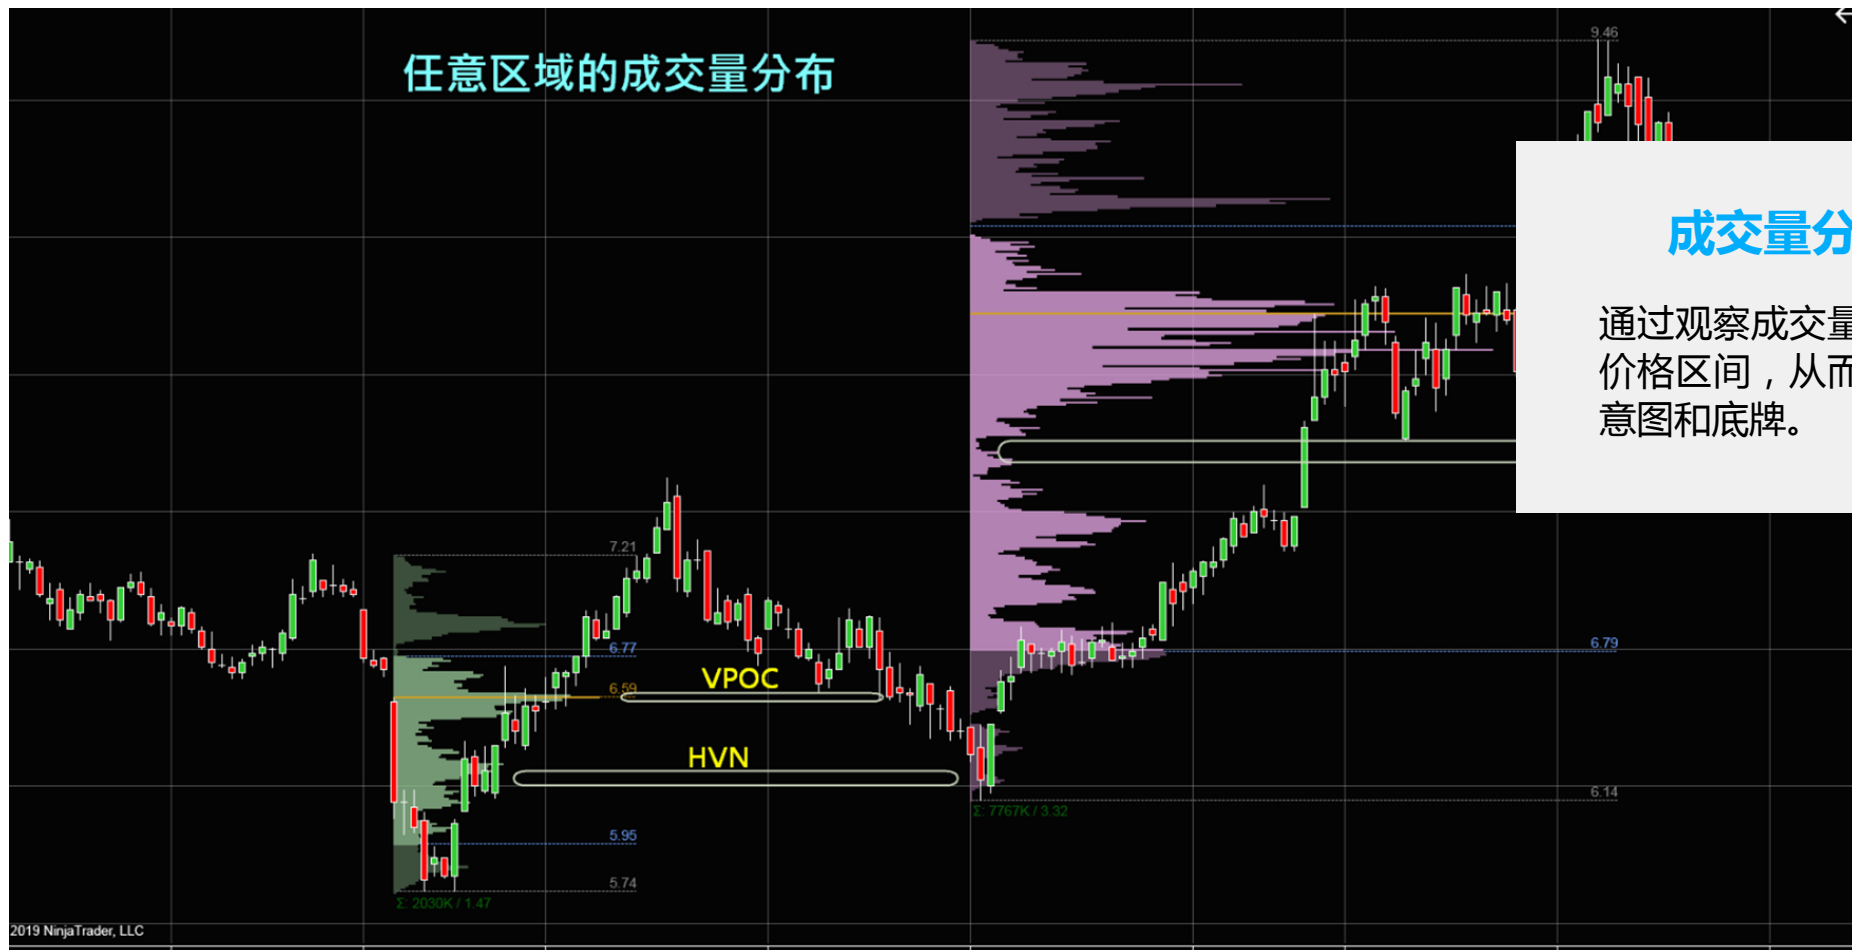 任意区域的成交量分布
9.46
成交量分
通过观察成交量
价格区间，从而
意图和底牌。
7.21
6.77
6.59
VPOC
HVN
6.79
6.14
Σ: 7767K / 3.32
5.95
5.74
Σ: 2030K / 1.47
2019 NinjaTrader, LLC